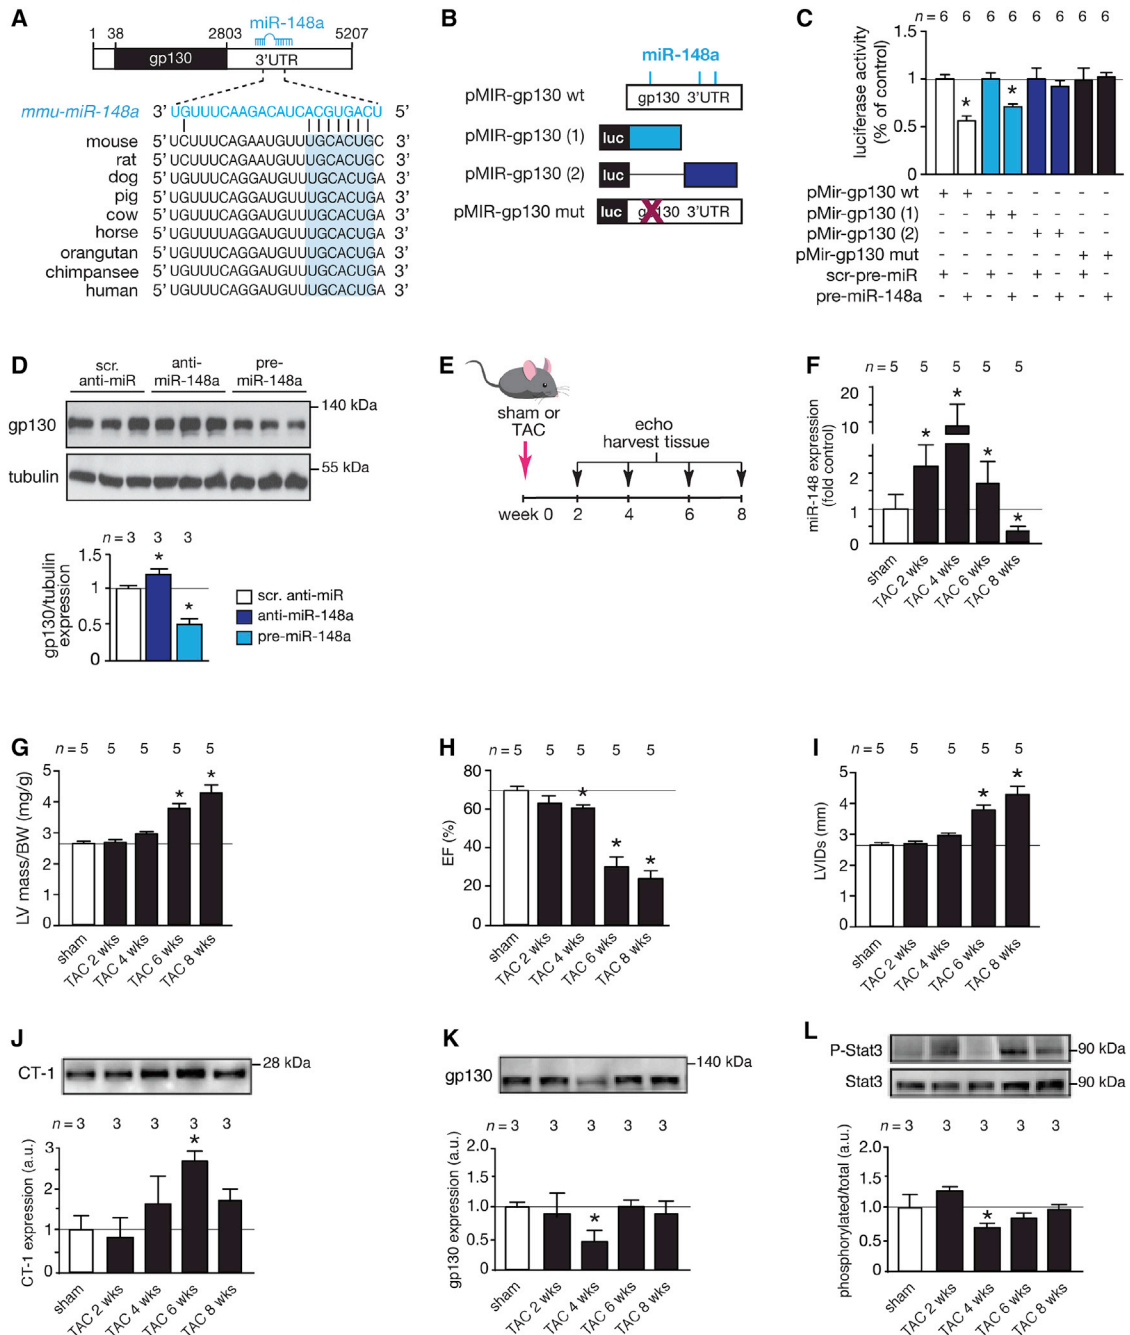 A
miR-148a
1 38 2803 5207
gp130 3'UTR
mmu-miR-148a 3' UGUUUCAAGACAUCACGUGACU 5'
mouse 5'UCUUUCAGAAUGUUUGCACUGC 3'
rat 5'UGUUUCAGAAUGUUUGCACUGC 3'
dog 5'UGUUUCAGGAUGUUUGCACUGA 3'
pig 5'UGUUUCAGGAUGUUUGCACUGA 3'
cow 5'UGUUUCAGGAUGUUUGCACUGA 3'
horse 5'UGUUUCAGGAUGUUUGCACUGA 3'
orangutan 5'UGUUUCAGGAUGUUUGCACUGA 3'
chimpansee 5'UGUUUCAGGAUGUUUGCACUGA 3'
human 5'UGUUUCAGGAUGUUUGCACUGA 3'
B
miR-148a
pMIR-gp130 wt gp130 3'UTR
pMIR-gp130 (1) luc
pMIR-gp130 (2) luc
pMIR-gp130 mut luc gp130 3'UTR
C
n = 6 6 6 6 6 6 6 6
luciferase activity
(% of control)
1.5
1
0.5
0
* *
pMir-gp130 wt + + - - - - - -
pMir-gp130 (1) - - + + - - - -
pMir-gp130 (2) - - - - + + - -
pMir-gp130 mut - - - - - - + +
scr-pre-miR + - + - + - + -
pre-miR-148a - + - + - + - +
D
scr. anti-miR
anti-miR-148a
pre-miR-148a
gp130 140 kDa
tubulin 55 kDa
n = 3 3 3
gp130/tubulin
expression
1.5
1
0.5
0
* *
scr. anti-miR
anti-miR-148a
pre-miR-148a
E
sham or
TAC
echo
harvest tissue
week 0 2 4 6 8
F
n = 5 5 5 5 5
miR-148 expression
(fold control)
20
10
2
1
0
* * * *
sham TAC 2 wks TAC 4 wks TAC 6 wks TAC 8 wks
G
n = 5 5 5 5 5
LV mass/BW (mg/g)
5
4
3
2
1
0
* *
sham TAC 2 wks TAC 4 wks TAC 6 wks TAC 8 wks
H
n = 5 5 5 5 5
EF (%)
80
60
40
20
0
* * *
sham TAC 2 wks TAC 4 wks TAC 6 wks TAC 8 wks
I
n = 5 5 5 5 5
LVIDs (mm)
5
4
3
2
1
0
* *
sham TAC 2 wks TAC 4 wks TAC 6 wks TAC 8 wks
J
CT-1 28 kDa
n = 3 3 3 3 3
CT-1 expression (a.u.)
3
2
1
0
*
sham TAC 2 wks TAC 4 wks TAC 6 wks TAC 8 wks
K
gp130 140 kDa
n = 3 3 3 3 3
gp130 expression (a.u.)
2.0
1.5
1
0.5
0
*
sham TAC 2 wks TAC 4 wks TAC 6 wks TAC 8 wks
L
P-Stat3 90 kDa
Stat3 90 kDa
n = 3 3 3 3 3
phosphorylated/total (a.u.)
2.0
1.5
1
0.5
0
*
sham TAC 2 wks TAC 4 wks TAC 6 wks TAC 8 wks